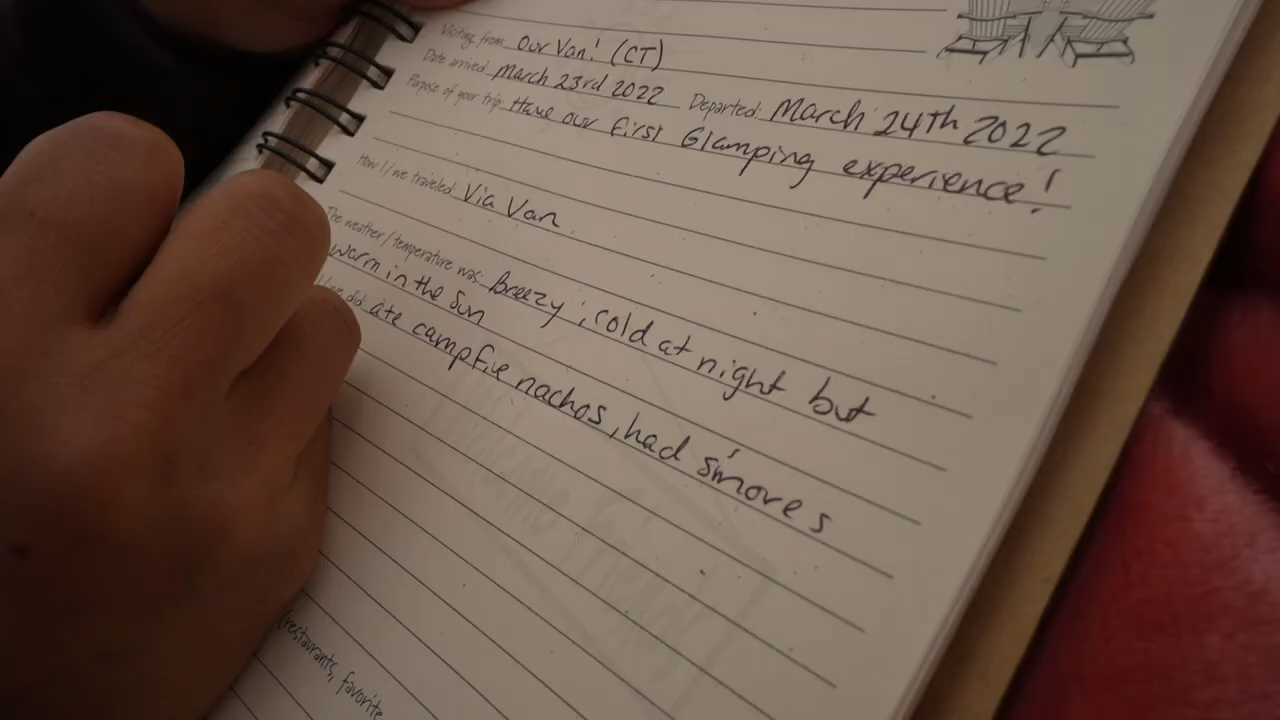 Visiting from: Our Van! (CT)
Date arrived: March 23rd 2022 Departed: March 24th 2022
Purpose of your trip: Have our first Glamping experience!
How I/we traveled: Via Van
The weather/temperature was: Breezy; cold at night but
warm in the sun
did: ate campfire nachos, had s'mores
(restaurants, favorite